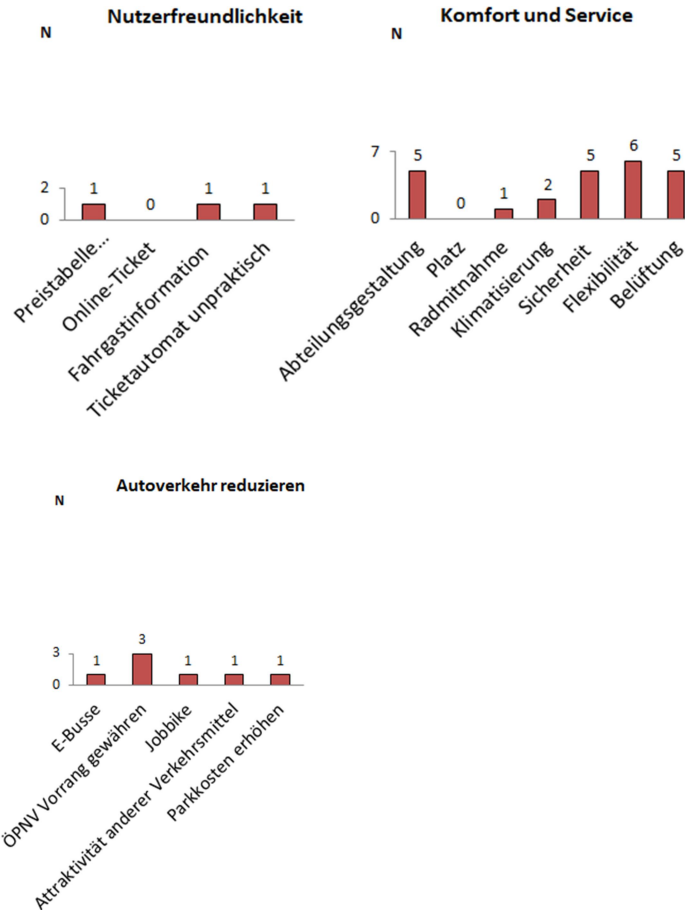 Nutzerfreundlichkeit
N
2
0
1
0
1
1
Preistabelle...
Online-Ticket
Fahrgastinformation
Ticketautomat unpraktisch
Komfort und Service
N
7
0
5
0
1
2
5
6
5
Abteilungsgestaltung
Platz
Radmitnahme
Klimatisierung
Sicherheit
Flexibilität
Belüftung
Autoverkehr reduzieren
N
3
0
1
3
1
1
1
E-Busse
ÖPNV Vorrang gewähren
Jobbike
Attraktivität anderer Verkehrsmittel
Parkkosten erhöhen